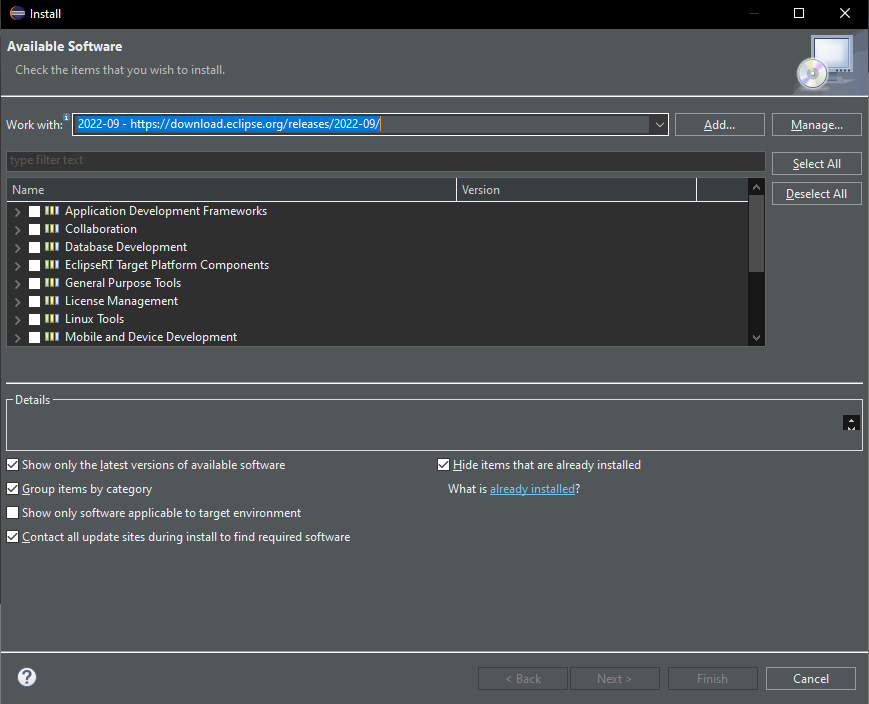 Install
Available Software
Check the items that you wish to install.
Work with: 2022-09 - https://download.eclipse.org/releases/2022-09/ Add... Manage...
type filter text Select All
Name Version Deselect All
Application Development Frameworks
Collaboration
Database Development
EclipseRT Target Platform Components
General Purpose Tools
License Management
Linux Tools
Mobile and Device Development
Details
Show only the latest versions of available software Hide items that are already installed
Group items by category What is already installed?
Show only software applicable to target environment
Contact all update sites during install to find required software
? < Back Next > Finish Cancel